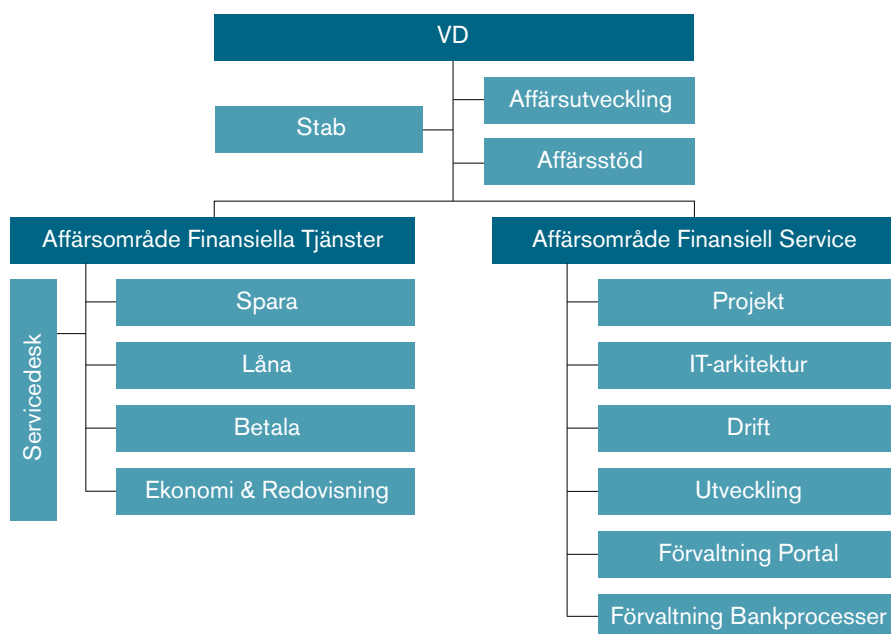 VD
Affärsutveckling
Stab
Affärsstöd
Affärsområde Finansiella Tjänster
Servicedesk
Spara
Låna
Betala
Ekonomi & Redovisning
Affärsområde Finansiell Service
Projekt
IT-arkitektur
Drift
Utveckling
Förvaltning Portal
Förvaltning Bankprocesser